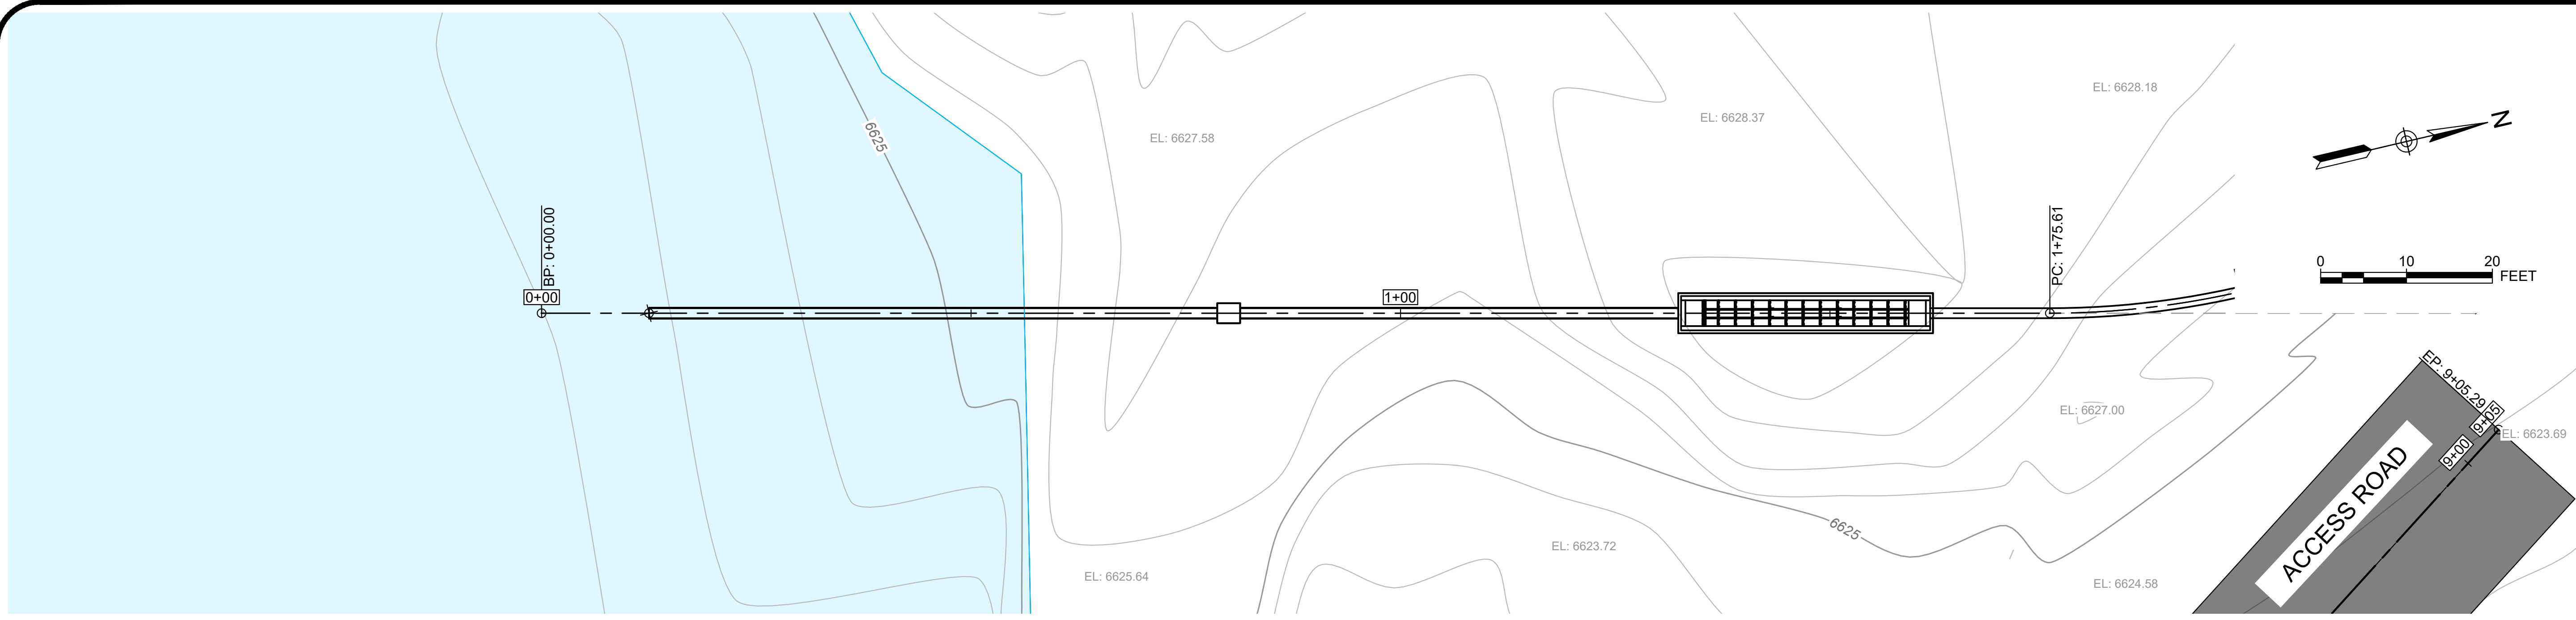 EL: 6628.18
EL: 6628.37
N
6625
EL: 6627.58
BP: 0+00.00
PC: 1+75.61
0 10 20
FEET
0+00
1+00
EP: 9+05.29
9+05
EL: 6627.00
EL: 6623.69
9+00
ACCESS ROAD
6625
EL: 6623.72
EL: 6625.64
EL: 6624.58